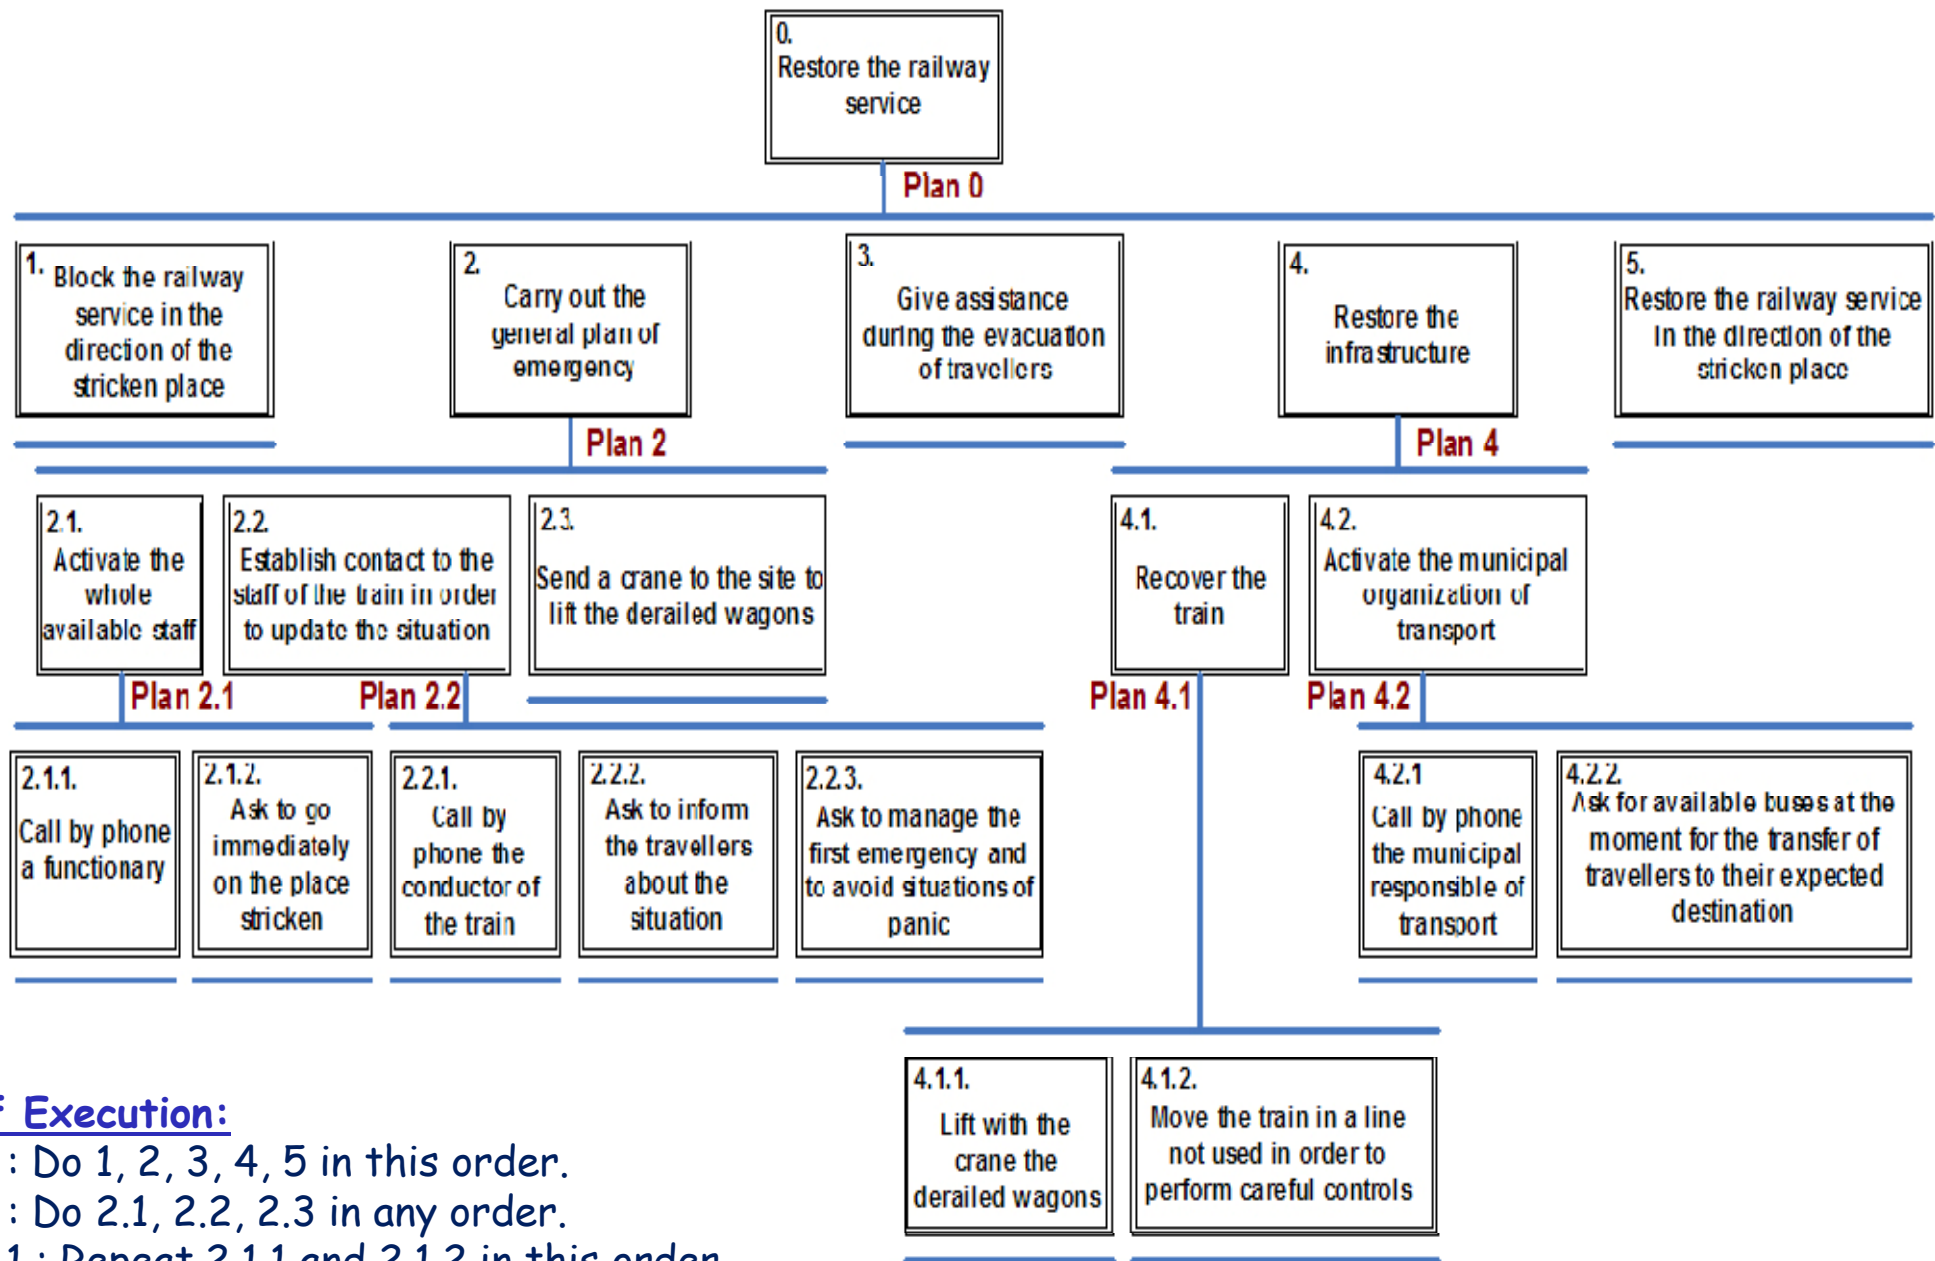 0.
Restore the railway
service
Plan 0
1. Block the railway
service in the
direction of the
stricken place
2.
Carry out the
general plan of
emergency
3.
Give assistance
during the evacuation
of travellers
4.
Restore the
infrastructure
5.
Restore the railway service
in the direction of the
stricken place
Plan 2
Plan 4
2.1.
Activate the
whole
available staff
2.2.
Establish contact to the
staff of the train in order
to update the situation
2.3.
Send a crane to the site to
lift the derailed wagons
4.1.
Recover the
train
4.2.
Activate the municipal
organization of
transport
Plan 2.1
Plan 2.2
Plan 4.1
Plan 4.2
2.1.1.
Call by phone
a functionary
2.1.2.
Ask to go
immediately
on the place
stricken
2.2.1.
Call by
phone the
conductor of
the train
2.2.2.
Ask to inform
the travellers
about the
situation
2.2.3.
Ask to manage the
first emergency and
to avoid situations of
panic
4.2.1
Call by phone
the municipal
responsible of
transport
4.2.2.
Ask for available buses at the
moment for the transfer of
travellers to their expected
destination
4.1.1.
Lift with the
crane the
derailed wagons
4.1.2.
Move the train in a line
not used in order to
perform careful controls
Execution:
: Do 1, 2, 3, 4, 5 in this order.
: Do 2.1, 2.2, 2.3 in any order.
1 : Repeat 2.1.1 and 2.1.2 in this order